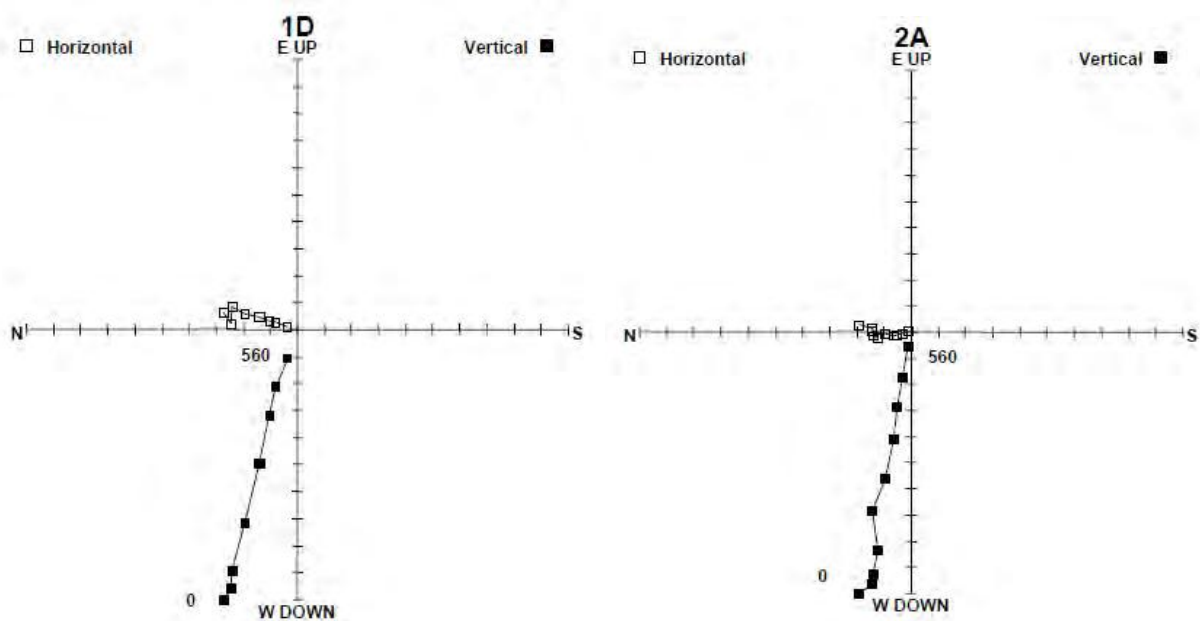 1D
E UP
□ Horizontal
Vertical ■
N
S
560
0
W DOWN
2A
E UP
□ Horizontal
Vertical ■
N
S
560
0
W DOWN